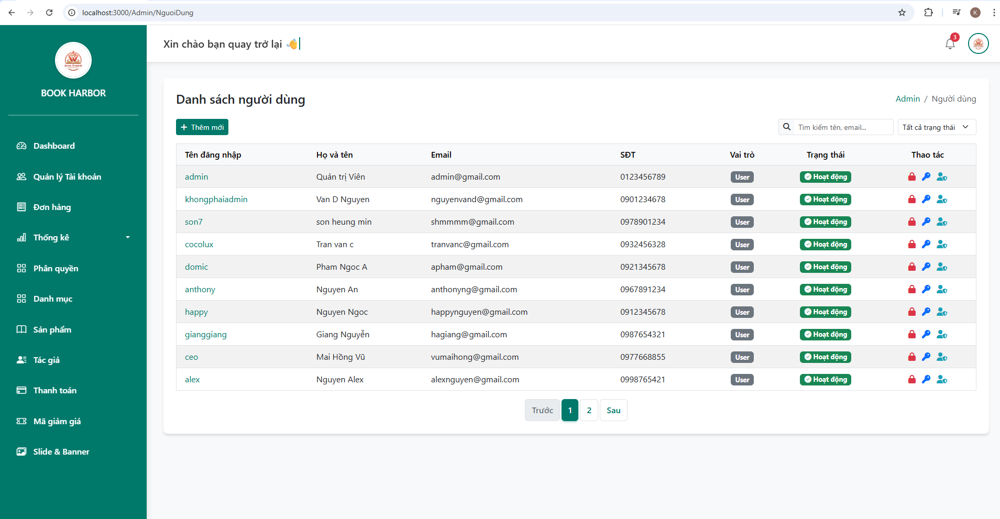 localhost:3000/Admin/NguoiDung
K
BOOK HARBOR
BOOK HARBOR
Dashboard
Quản lý Tài khoản
Đơn hàng
Thống kê
Phân quyền
Danh mục
Sản phẩm
Tác giả
Thanh toán
Mã giảm giá
Slide & Banner
Xin chào bạn quay trở lại 👋
3
Danh sách người dùng
Admin / Người dùng
Thêm mới
Tìm kiếm tên, email...
Tất cả trạng thái
Tên đăng nhập Họ và tên Email SĐT Vai trò Trạng thái Thao tác
admin Quản trị Viên admin@gmail.com 0123456789 User Hoạt động
khongphaiadmin Van D Nguyen nguyenvand@gmail.com 0901234678 User Hoạt động
son7 son heung min shmmmm@gmail.com 0978901234 User Hoạt động
cocolux Tran van c tranvanc@gmail.com 0932456328 User Hoạt động
domic Pham Ngoc A apham@gmail.com 0921345678 User Hoạt động
anthony Nguyen An anthonyng@gmail.com 0967891234 User Hoạt động
happy Nguyen Ngoc happynguyen@gmail.com 0912345678 User Hoạt động
gianggiang Giang Nguyễn hagiang@gmail.com 0987654321 User Hoạt động
ceo Mai Hồng Vũ vumaihong@gmail.com 0977668855 User Hoạt động
alex Nguyen Alex alexnguyen@gmail.com 0998765421 User Hoạt động
Trước 1 2 Sau